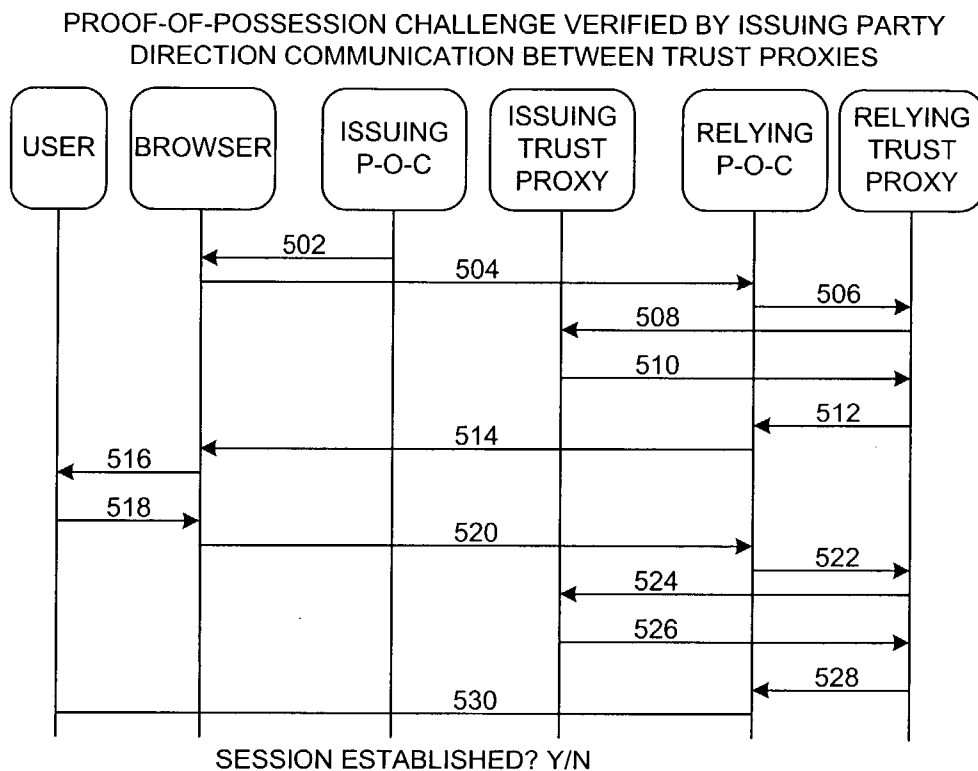 PROOF-OF-POSSESSION CHALLENGE VERIFIED BY ISSUING PARTY
DIRECTION COMMUNICATION BETWEEN TRUST PROXIES
USER
BROWSER
ISSUING
P-O-C
ISSUING
TRUST
PROXY
RELYING
P-O-C
RELYING
TRUST
PROXY
502
504
506
508
510
512
514
516
518
520
522
524
526
528
530
SESSION ESTABLISHED? Y/N